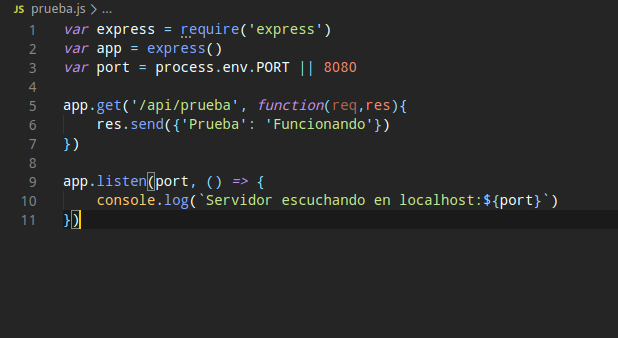 JS prueba.js > ...
1 var express = require('express')
2 var app = express()
3 var port = process.env.PORT || 8080
4
5 app.get('/api/prueba', function(req,res){
6     res.send({'Prueba': 'Funcionando'})
7 })
8
9 app.listen(port, () => {
10     console.log(`Servidor escuchando en localhost:${port}`)
11 })